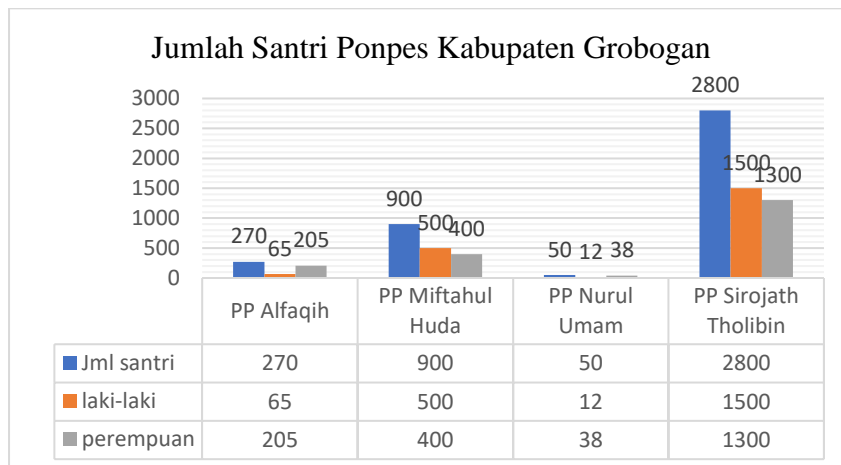 Jumlah Santri Ponpes Kabupaten Grobogan
3000
2500
2000
1500
1000
500
0
270 65 205
900 500 400
50 12 38
2800 1500 1300
PP Alfaqih
PP Miftahul
Huda
PP Nurul
Umam
PP Sirojath
Tholibin
Jml santri 270 900 50 2800
laki-laki 65 500 12 1500
perempuan 205 400 38 1300